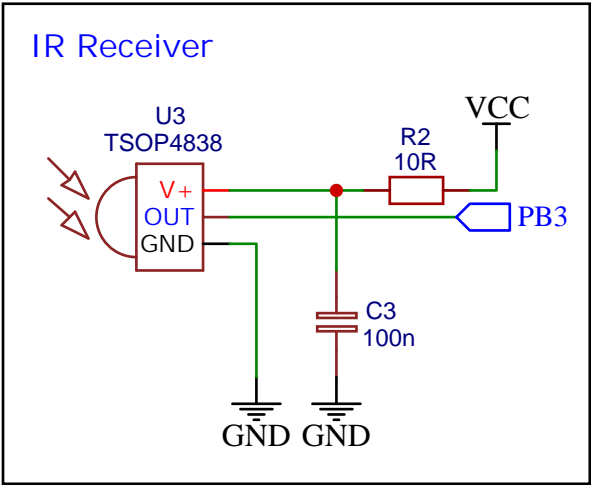 IR Receiver
U3
TSOP4838
V+
OUT
GND
R2
10R
VCC
PB3
C3
100n
GND
GND